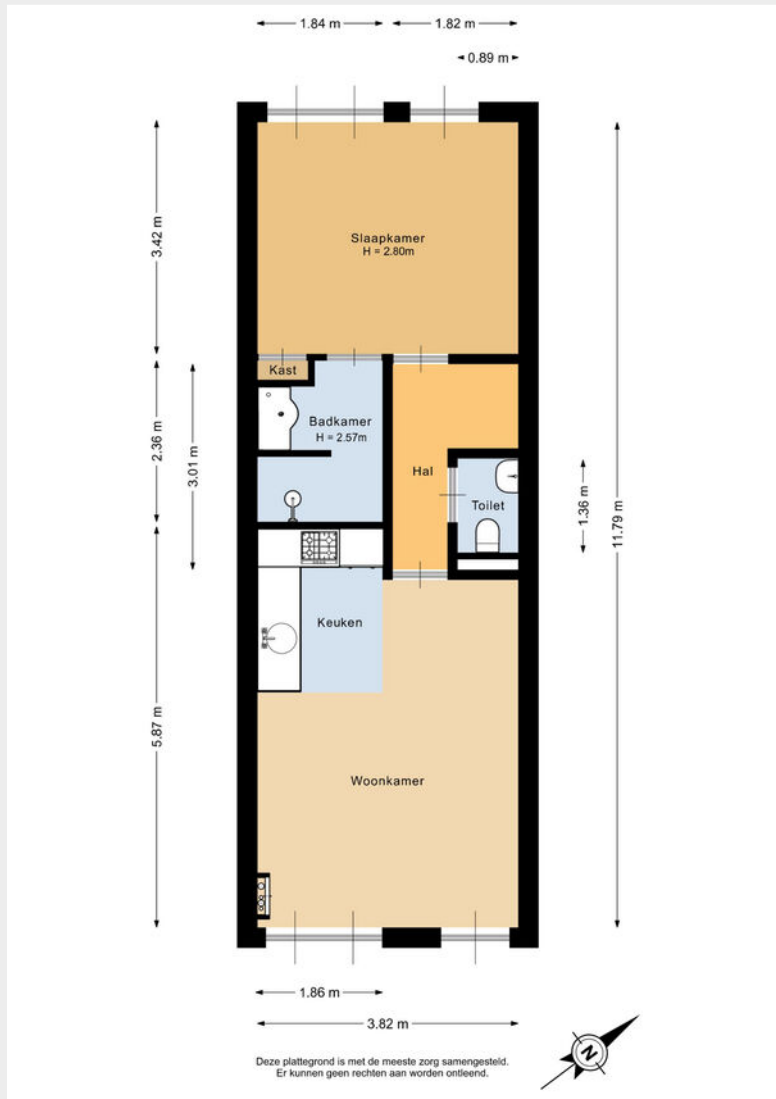 1.84 m
1.82 m
0.89 m
3.42 m
Slaapkamer
H = 2.80m
Kast
Badkamer
H = 2.57m
2.36 m
3.01 m
Hal
Toilet
1.36 m
11.79 m
Keuken
5.87 m
Woonkamer
1.86 m
3.82 m
N
Deze plattegrond is met de meeste zorg samengesteld.
Er kunnen geen rechten aan worden ontleend.